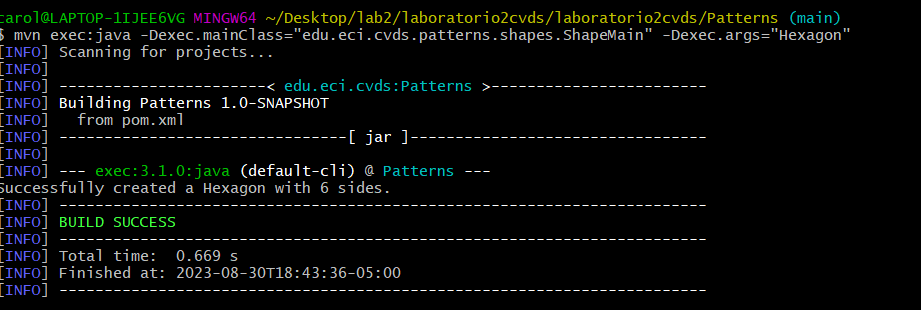 carol@LAPTOP-1IJEE6VG MINGW64 ~/Desktop/lab2/laboratorio2cvds/laboratorio2cvds/Patterns (main)
$ mvn exec:java -Dexec.mainClass="edu.eci.cvds.patterns.shapes.ShapeMain" -Dexec.args="Hexagon"
[INFO] Scanning for projects...
[INFO]
[INFO] -----------------------< edu.eci.cvds:Patterns >------------------------
[INFO] Building Patterns 1.0-SNAPSHOT
[INFO]   from pom.xml
[INFO] --------------------------------[ jar ]---------------------------------
[INFO]
[INFO] --- exec:3.1.0:java (default-cli) @ Patterns ---
Successfully created a Hexagon with 6 sides.
[INFO] ------------------------------------------------------------------------
[INFO] BUILD SUCCESS
[INFO] ------------------------------------------------------------------------
[INFO] Total time:  0.669 s
[INFO] Finished at: 2023-08-30T18:43:36-05:00
[INFO] ------------------------------------------------------------------------